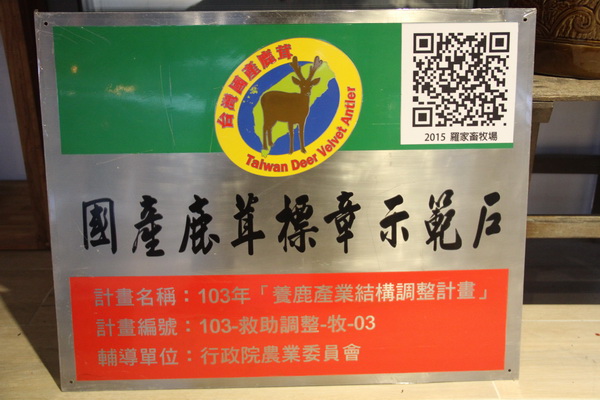 台灣國產鹿茸
Taiwan Deer Velvet Antler
2015 羅家畜牧場
國產鹿茸標章示範戶
計畫名稱：103年「養鹿產業結構調整計畫」
計畫編號：103-救助調整-牧-03
輔導單位：行政院農業委員會